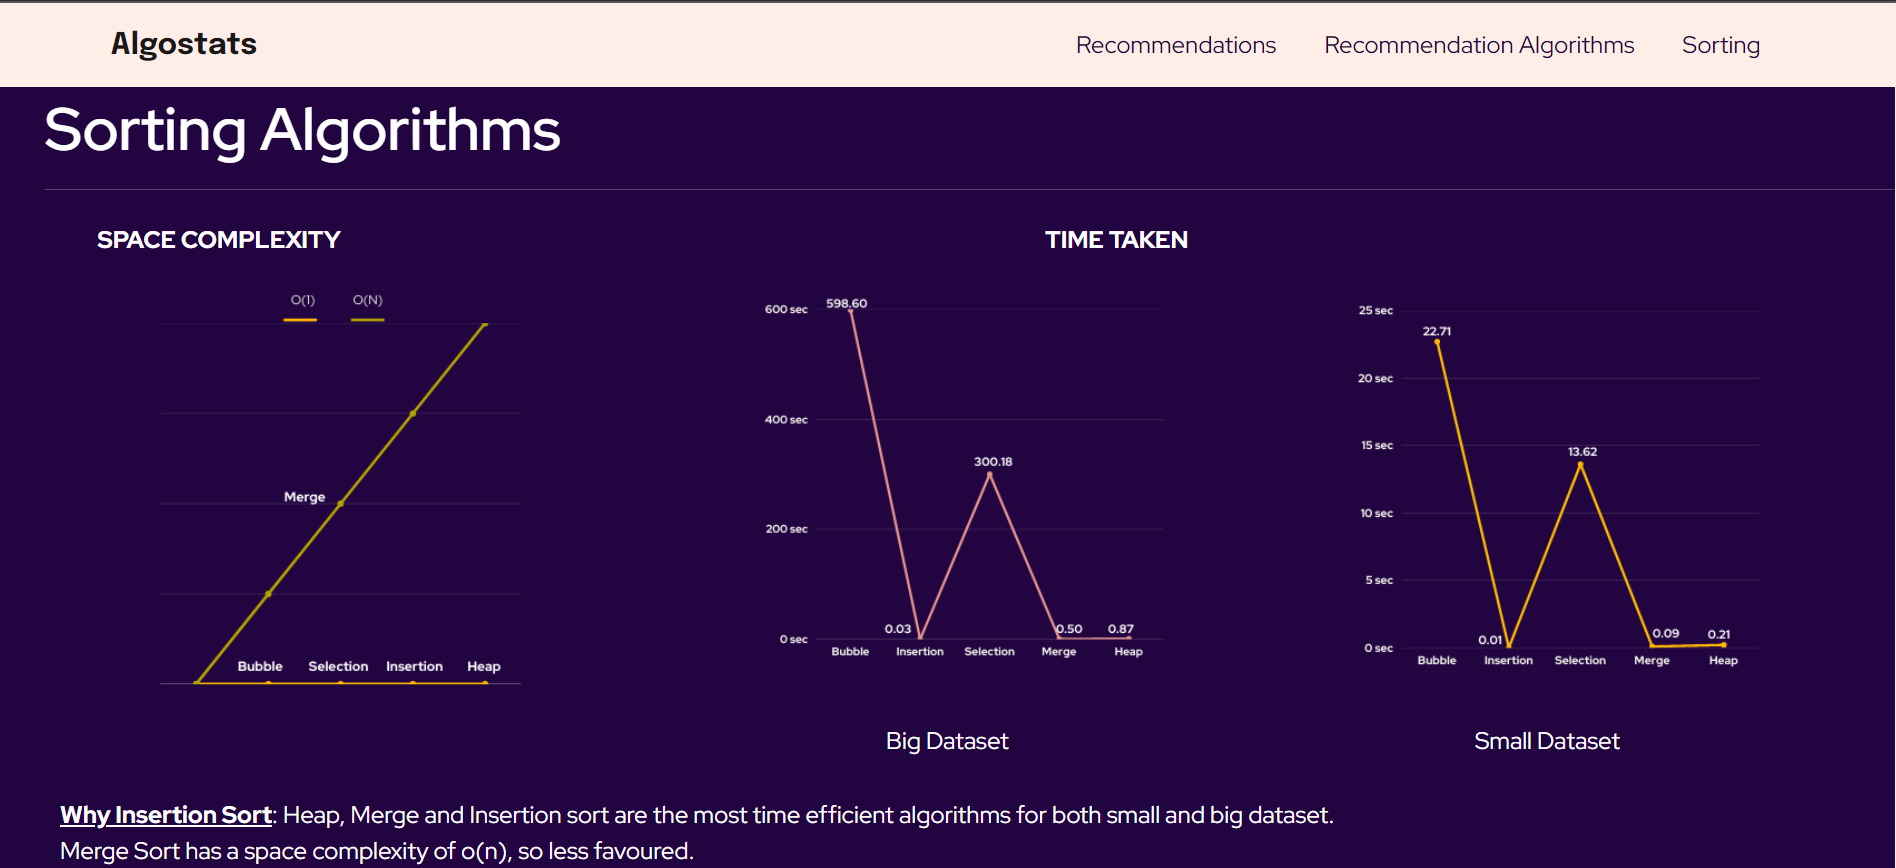 Algostats
Recommendations
Recommendation Algorithms
Sorting
Sorting Algorithms
SPACE COMPLEXITY
O(1)
O(N)
Merge
Bubble
Selection
Insertion
Heap
TIME TAKEN
600 sec
400 sec
200 sec
0 sec
598.60
0.03
300.18
0.50
0.87
Bubble
Insertion
Selection
Merge
Heap
Big Dataset
25 sec
20 sec
15 sec
10 sec
5 sec
0 sec
22.71
0.01
13.62
0.09
0.21
Bubble
Insertion
Selection
Merge
Heap
Small Dataset
Why Insertion Sort: Heap, Merge and Insertion sort are the most time efficient algorithms for both small and big dataset.
Merge Sort has a space complexity of o(n), so less favoured.